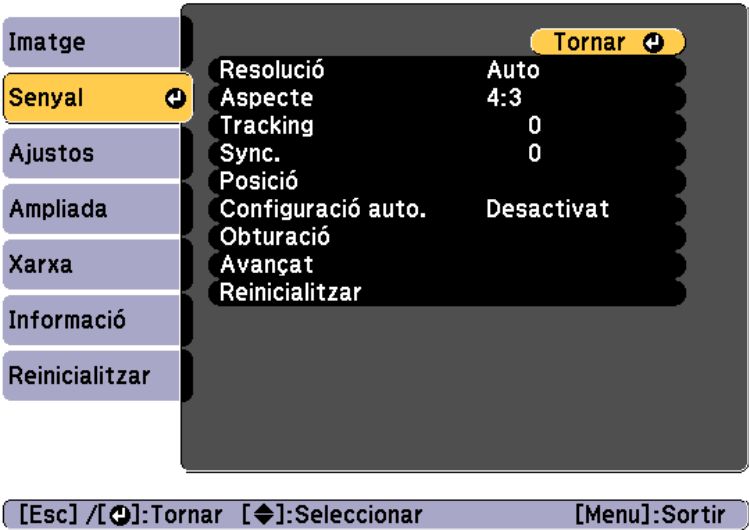 Imatge
Senyal
Ajustos
Ampliada
Xarxa
Informació
Reinicialitzar
Tornar
Resolució Auto
Aspecte 4:3
Tracking 0
Sync. 0
Posició
Configuració auto. Desactivat
Obturació
Avançat
Reinicialitzar
[Esc] /[⏎]:Tornar [◆]:Seleccionar [Menu]:Sortir